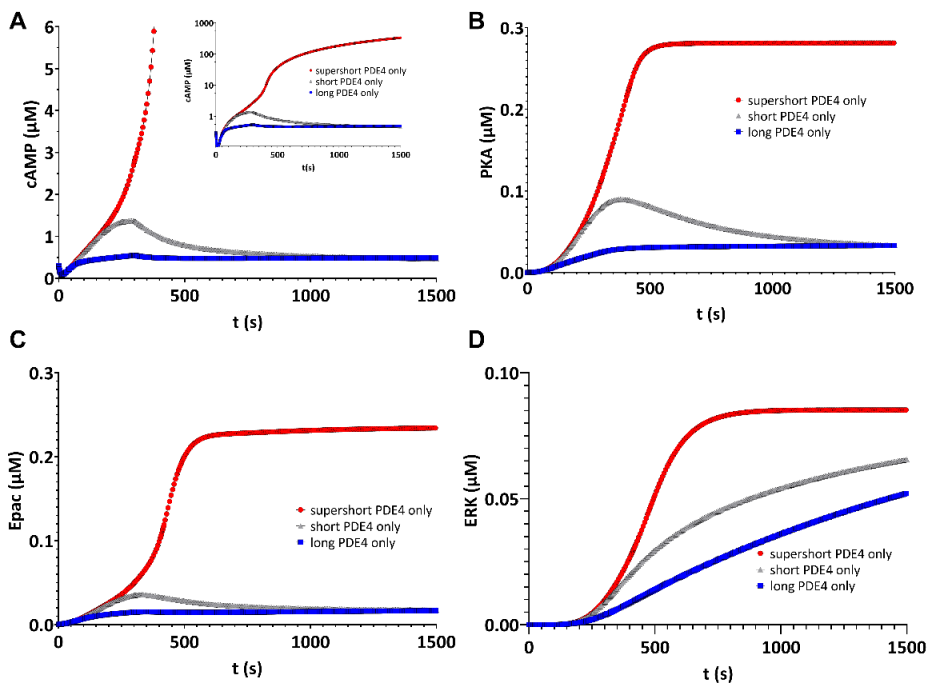 A
cAMP (μM)
6
5
4
3
2
1
0
0
500
1000
1500
t (s)
cAMP (μM)
1000
100
10
1
0
500
1000
1500
t(s)
supershort PDE4 only
short PDE4 only
long PDE4 only
B
PKA (μM)
0.3
0.2
0.1
0.0
0
500
1000
1500
t (s)
supershort PDE4 only
short PDE4 only
long PDE4 only
C
Epac (μM)
0.3
0.2
0.1
0.0
0
500
1000
1500
t (s)
supershort PDE4 only
short PDE4 only
long PDE4 only
D
ERK (μM)
0.10
0.05
0.00
0
500
1000
1500
t (s)
supershort PDE4 only
short PDE4 only
long PDE4 only